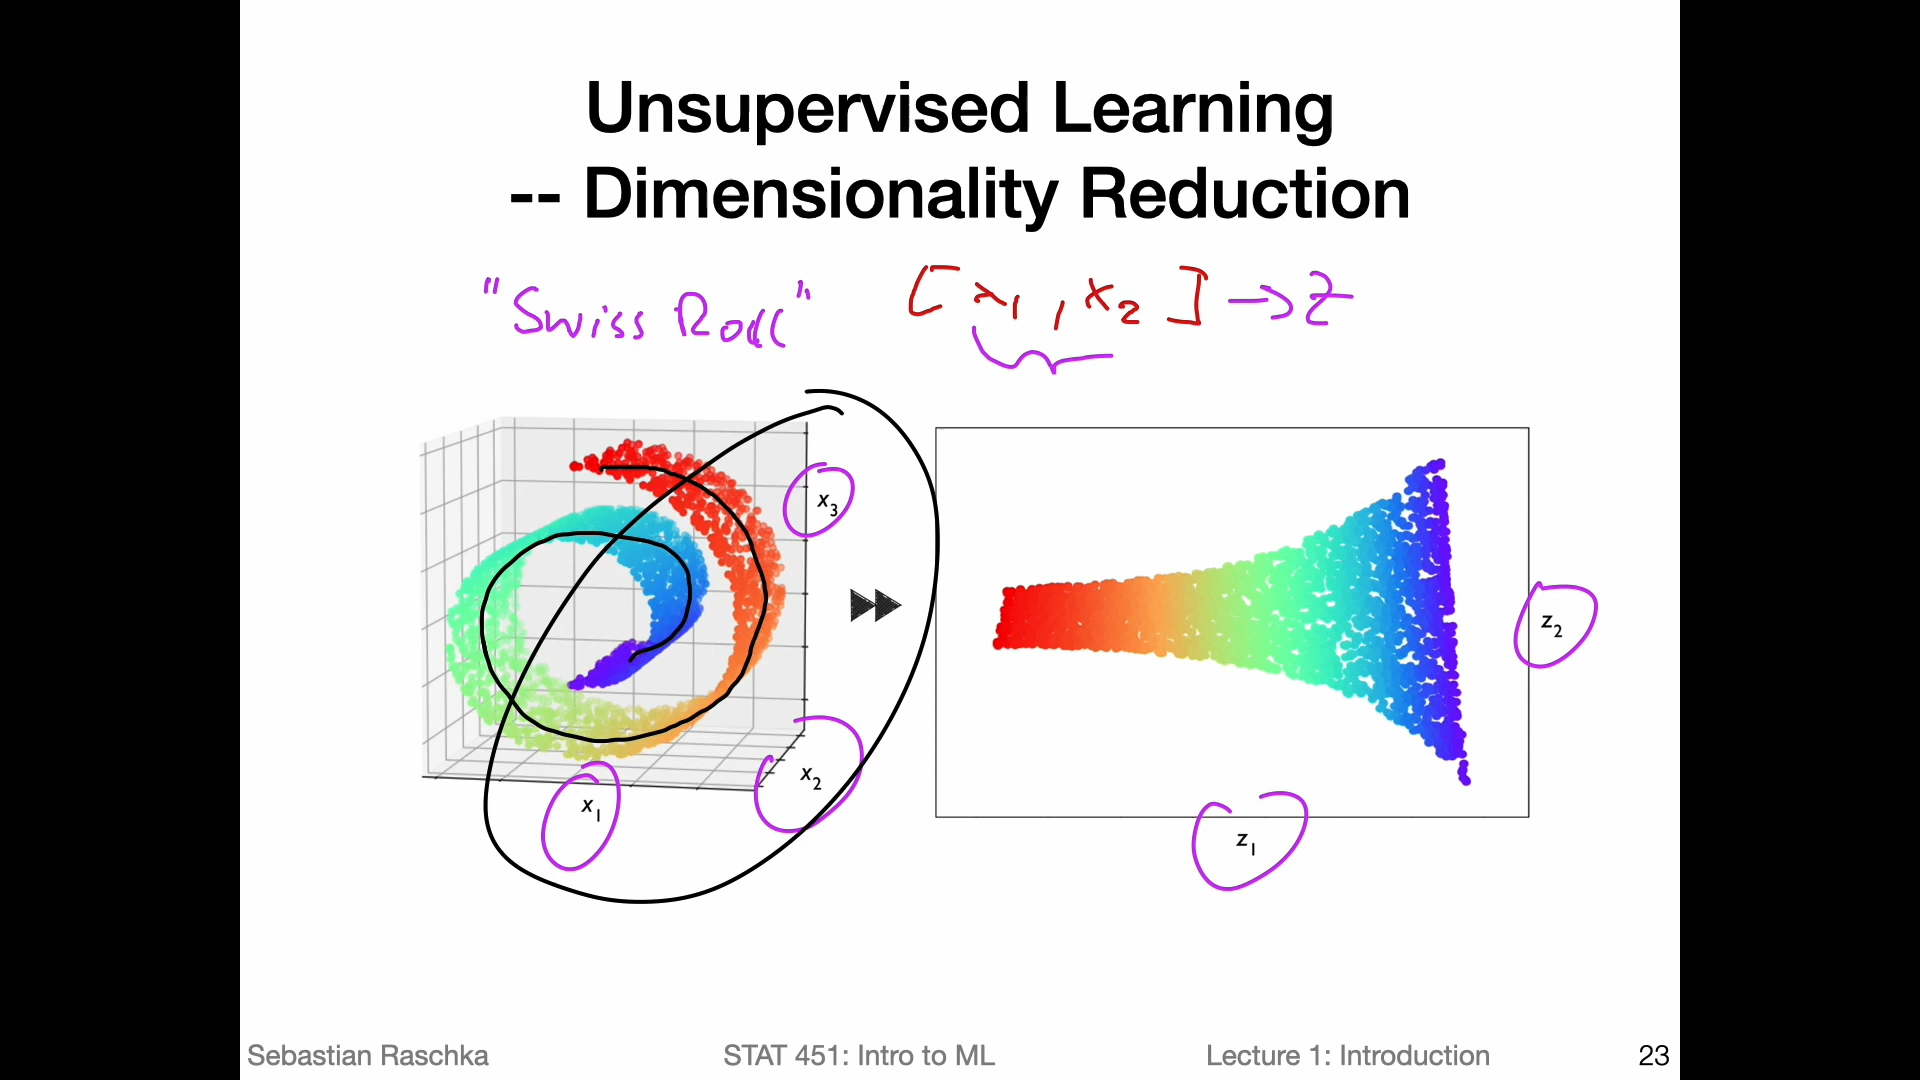 Unsupervised Learning
-- Dimensionality Reduction
"Swiss Roll" [x₁, x₂] → z
x₃
x₂
x₁
z₂
z₁
Sebastian Raschka STAT 451: Intro to ML Lecture 1: Introduction 23